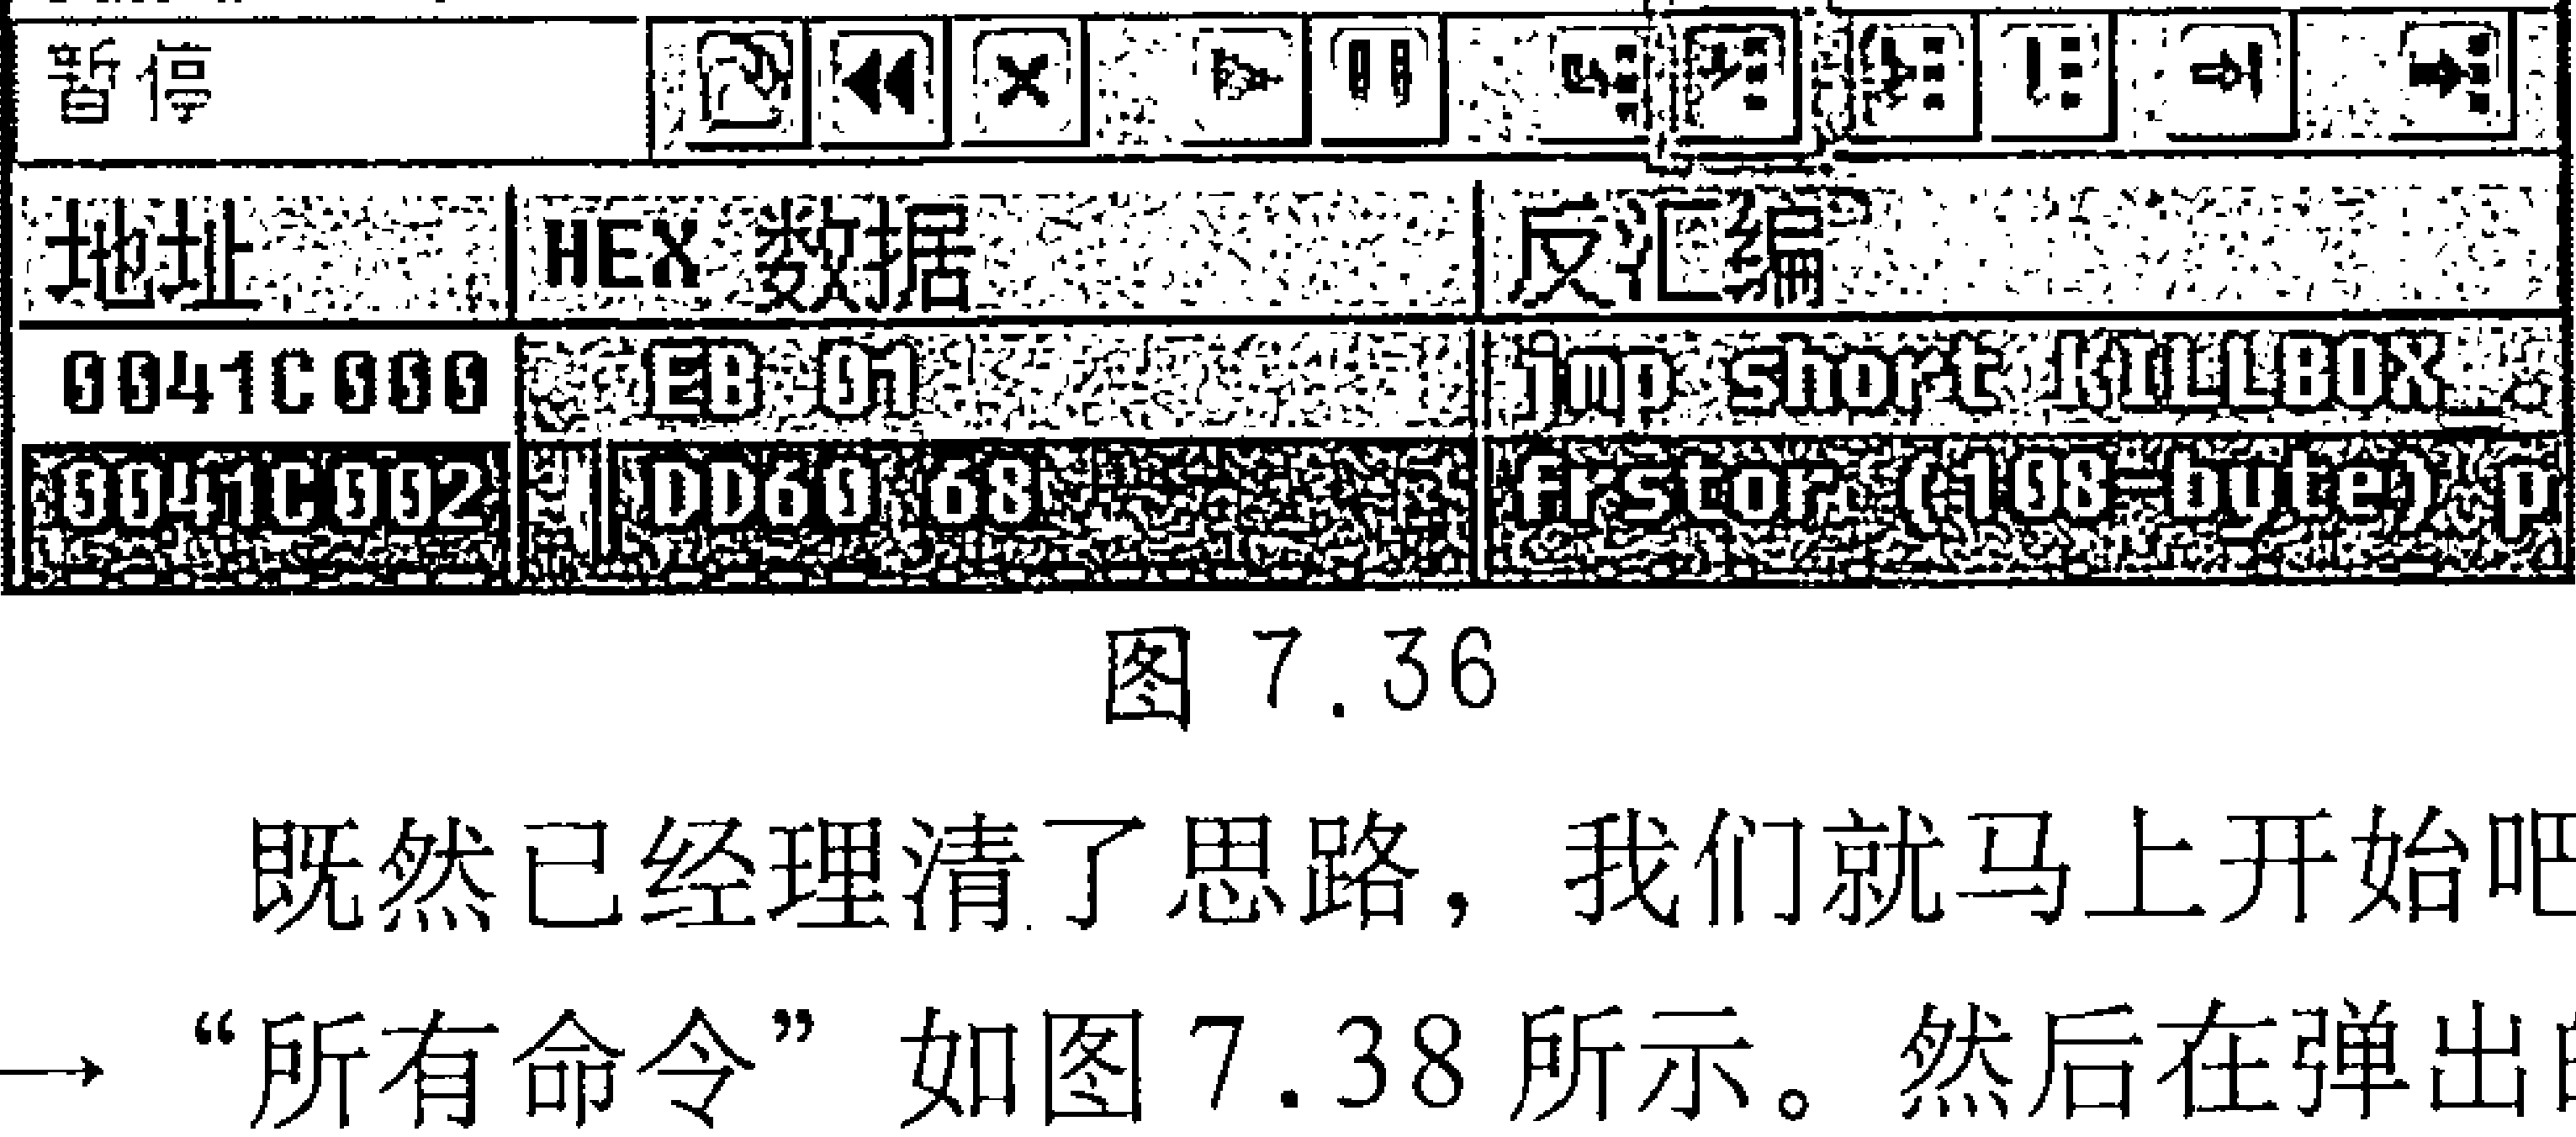 暂停
地址 HEX 数据 反汇编
0041C000 EB 01 jmp short KILLBOX_
0041C002 DD60 68 frstor (108-byte) p
图 7.36
既然已经理清了思路，我们就马上开始吧
→ “所有命令” 如图 7.38 所示。然后在弹出